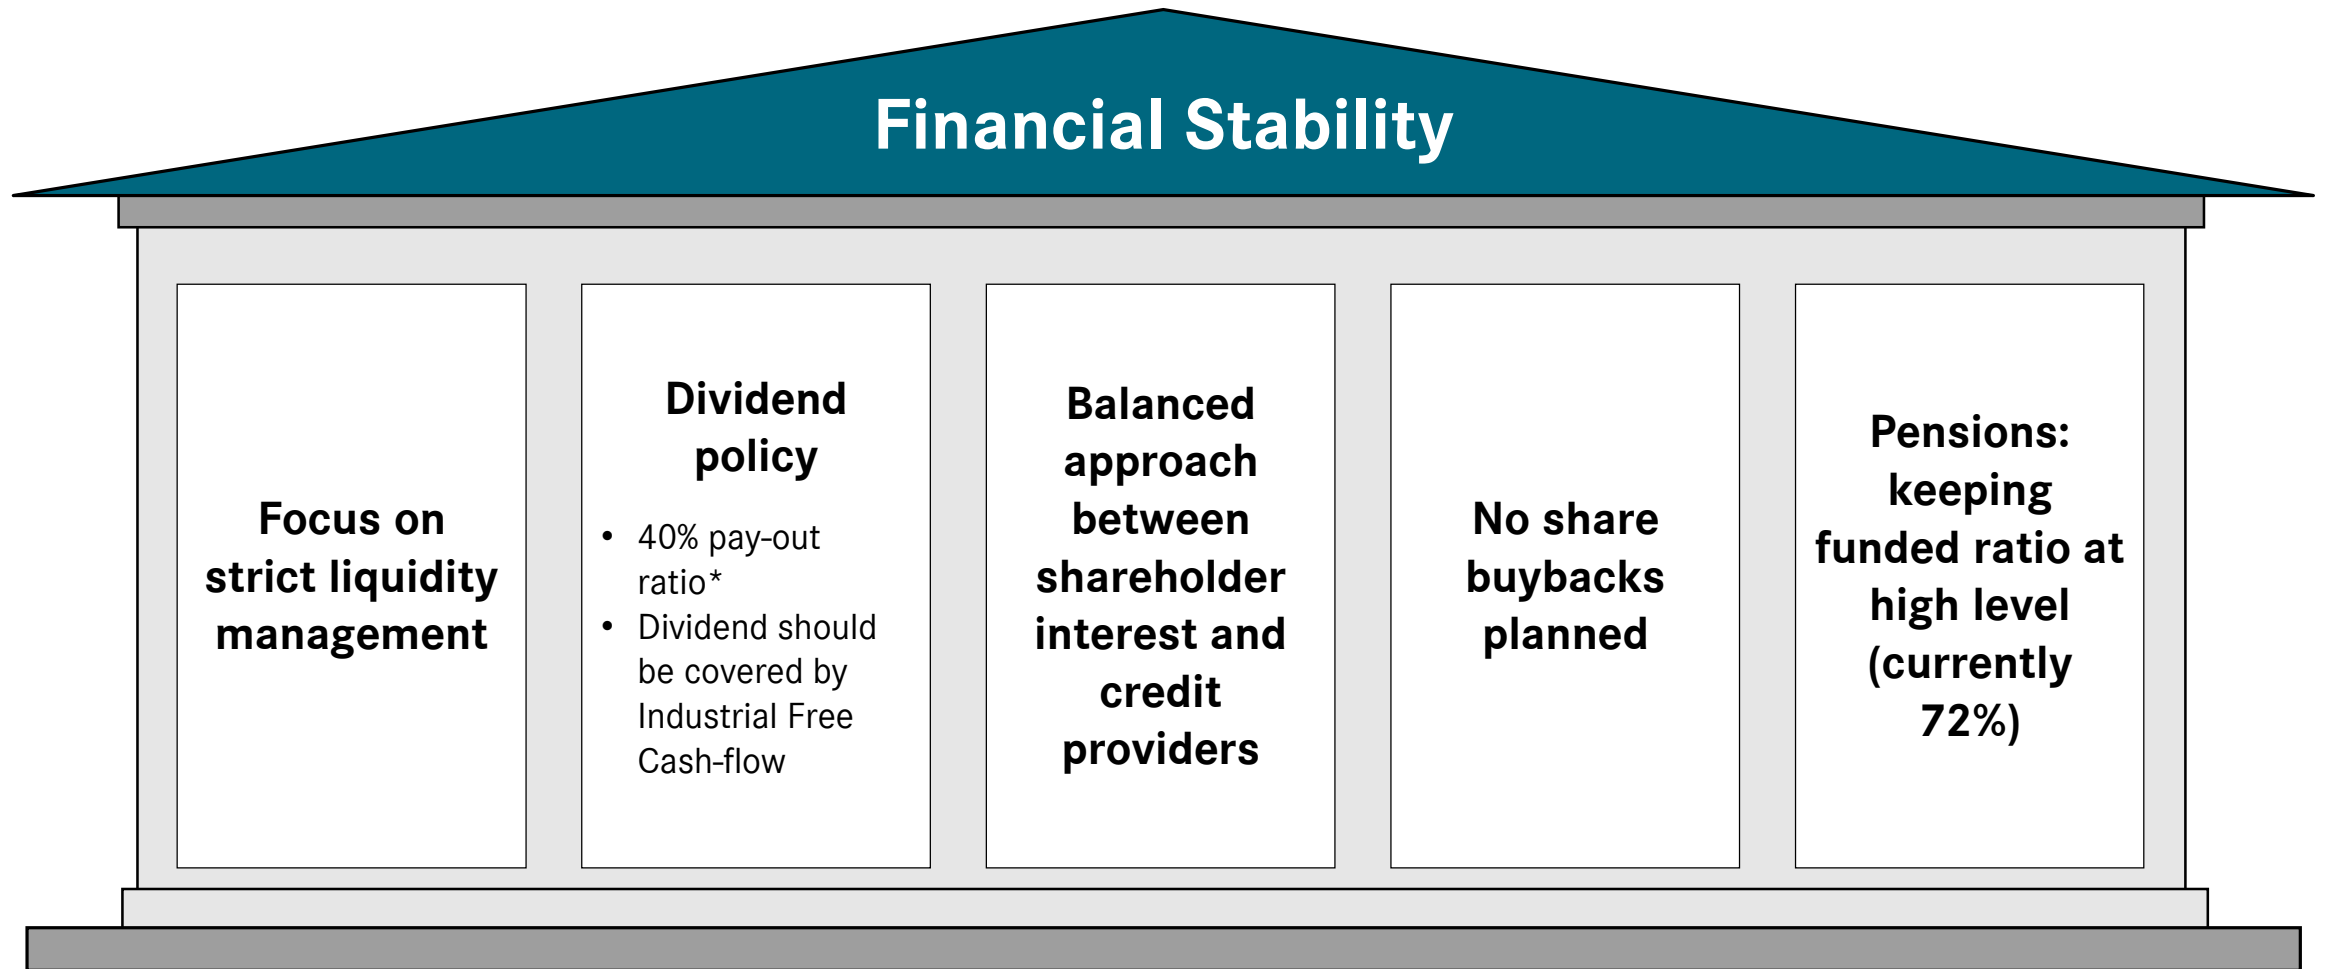 Financial Stability
Focus on
strict liquidity
management
Dividend
policy
• 40% pay-out
ratio*
• Dividend should
be covered by
Industrial Free
Cash-flow
Balanced
approach
between
shareholder
interest and
credit
providers
No share
buybacks
planned
Pensions:
keeping
funded ratio at
high level
(currently
72%)